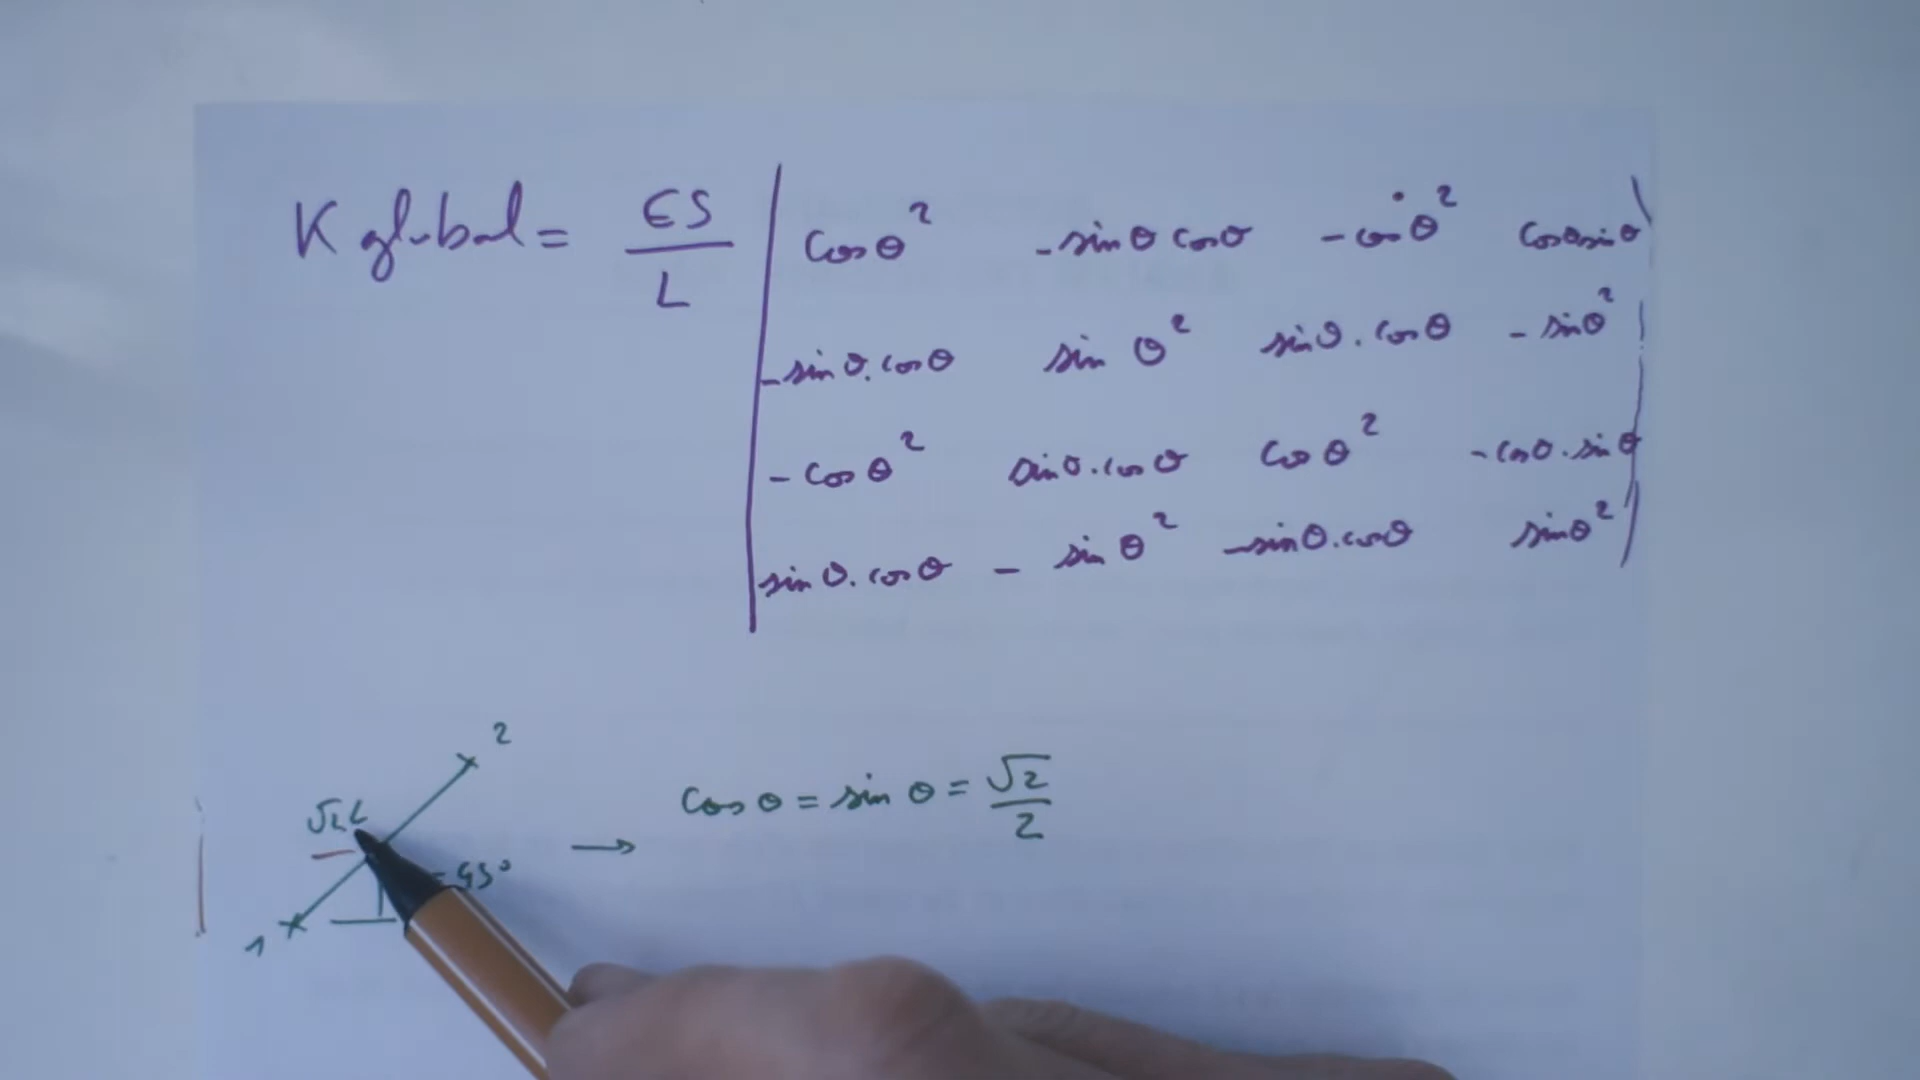 K global = ES / L | cos θ² - sin θ cos θ - cos θ² cos θ sin θ
- sin θ . cos θ sin θ² sin θ . cos θ - sin θ²
- cos θ² sin θ . cos θ cos θ² - cos θ . sin θ
sin θ . cos θ - sin θ² - sin θ . cos θ sin θ²
2
√2 L
→ cos θ = sin θ = √2 / 2
= 45°
1